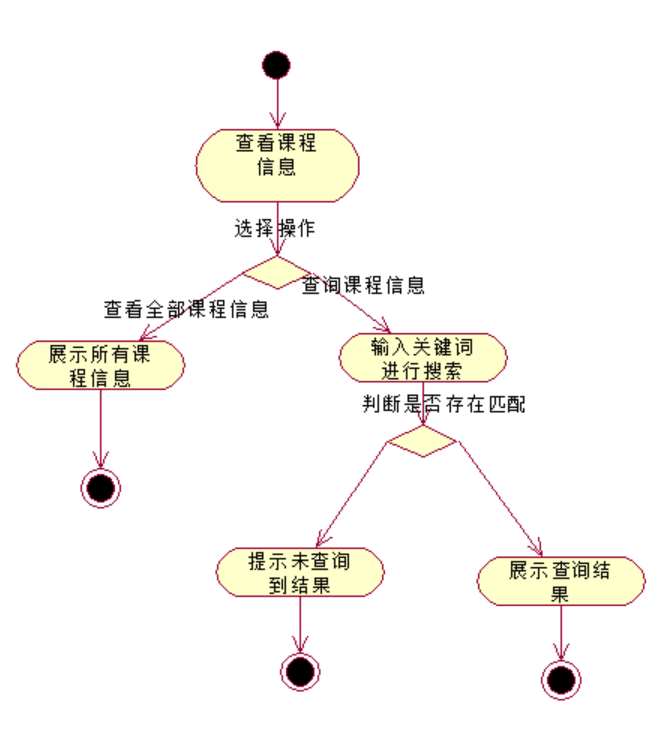 查看课程
信息
选择操作
查询课程信息
查看全部课程信息
展示所有课
程信息
输入关键词
进行搜索
判断是否存在匹配
提示未查询
到结果
展示查询结
果